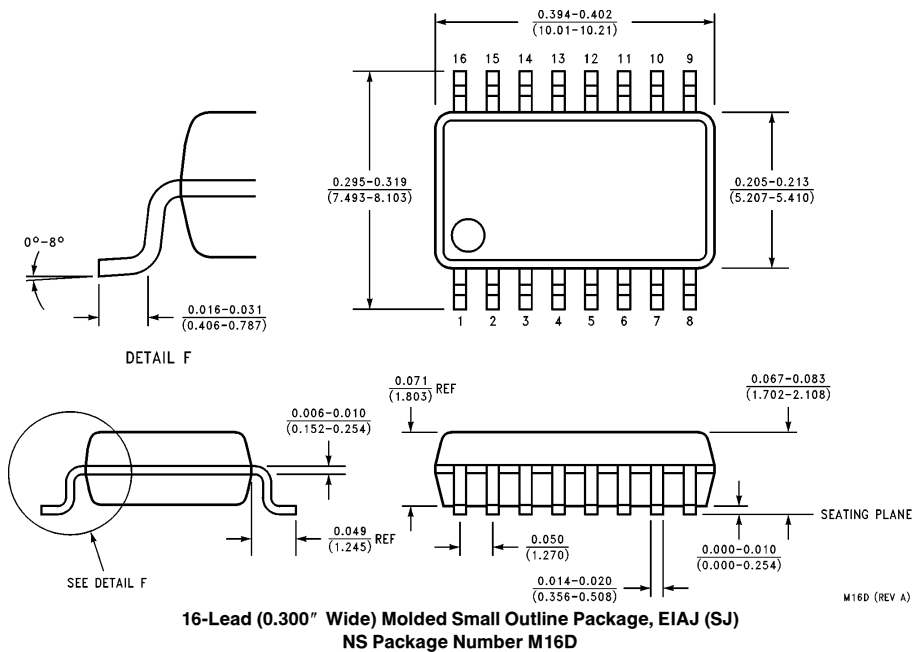 0.394-0.402
(10.01-10.21)
16 15 14 13 12 11 10 9
0.295-0.319
(7.493-8.103)
0.205-0.213
(5.207-5.410)
0°-8°
0.016-0.031
(0.406-0.787)
1 2 3 4 5 6 7 8
DETAIL F
0.071
(1.803) REF
0.067-0.083
(1.702-2.108)
0.006-0.010
(0.152-0.254)
0.049
(1.245) REF
0.050
(1.270)
SEATING PLANE
0.000-0.010
(0.000-0.254)
0.014-0.020
(0.356-0.508)
SEE DETAIL F
M16D (REV A)
16-Lead (0.300″ Wide) Molded Small Outline Package, EIAJ (SJ)
NS Package Number M16D